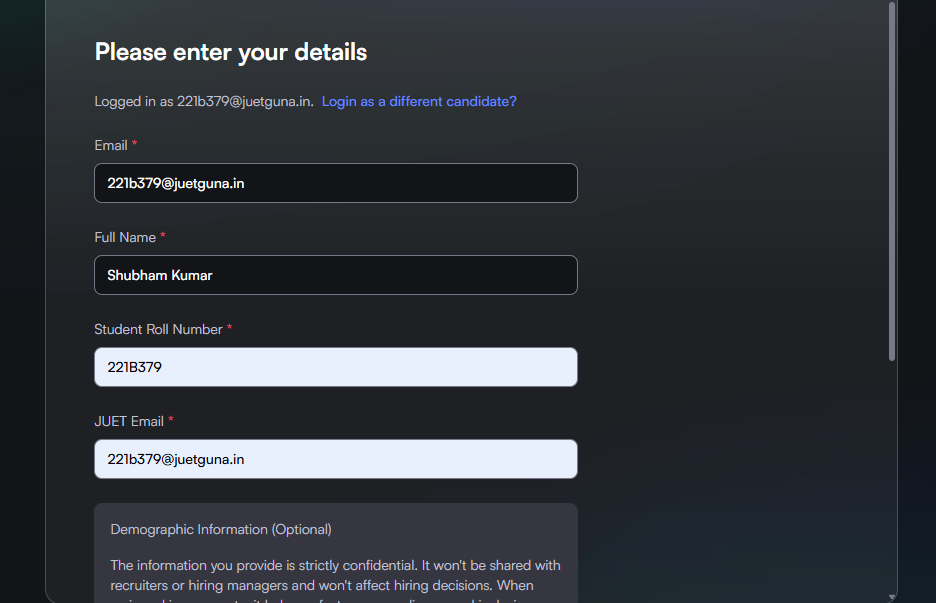 Please enter your details
Logged in as 221b379@juetguna.in. Login as a different candidate?
Email *
221b379@juetguna.in
Full Name *
Shubham Kumar
Student Roll Number *
221B379
JUET Email *
221b379@juetguna.in
Demographic Information (Optional)
The information you provide is strictly confidential. It won't be shared with
recruiters or hiring managers and won't affect hiring decisions. When